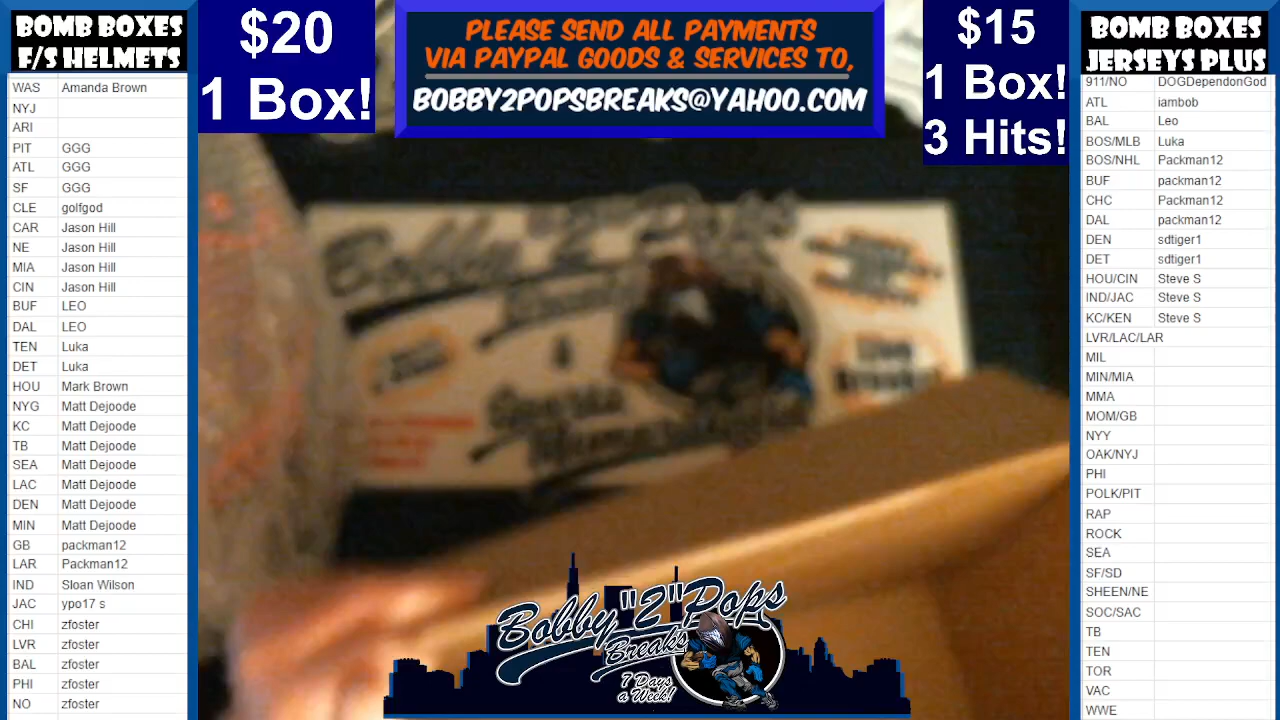 BOMB BOXES
F/S HELMETS
WAS Amanda Brown
NYJ
ARI
PIT GGG
ATL GGG
SF GGG
CLE golfgod
CAR Jason Hill
NE Jason Hill
MIA Jason Hill
CIN Jason Hill
BUF LEO
DAL LEO
TEN Luka
DET Luka
HOU Mark Brown
NYG Matt Dejoode
KC Matt Dejoode
TB Matt Dejoode
SEA Matt Dejoode
LAC Matt Dejoode
DEN Matt Dejoode
MIN Matt Dejoode
GB packman12
LAR Packman12
IND Sloan Wilson
JAC ypo17 s
CHI zfoster
LVR zfoster
BAL zfoster
PHI zfoster
NO zfoster
$20
1 Box!
PLEASE SEND ALL PAYMENTS
VIA PAYPAL GOODS & SERVICES TO,
BOBBY2POPSBREAKS@YAHOO.COM
Bobby "2" Pops
Bobby "2" Pops
Breaks
7 Days
a Week!
$15
1 Box!
3 Hits!
BOMB BOXES
JERSEYS PLUS
911/NO DOGDependonGod
ATL iambob
BAL Leo
BOS/MLB Luka
BOS/NHL Packman12
BUF packman12
CHC Packman12
DAL packman12
DEN sdtiger1
DET sdtiger1
HOU/CIN Steve S
IND/JAC Steve S
KC/KEN Steve S
LVR/LAC/LAR
MIL
MIN/MIA
MMA
MOM/GB
NYY
OAK/NYJ
PHI
POLK/PIT
RAP
ROCK
SEA
SF/SD
SHEEN/NE
SOC/SAC
TB
TEN
TOR
VAC
WWE